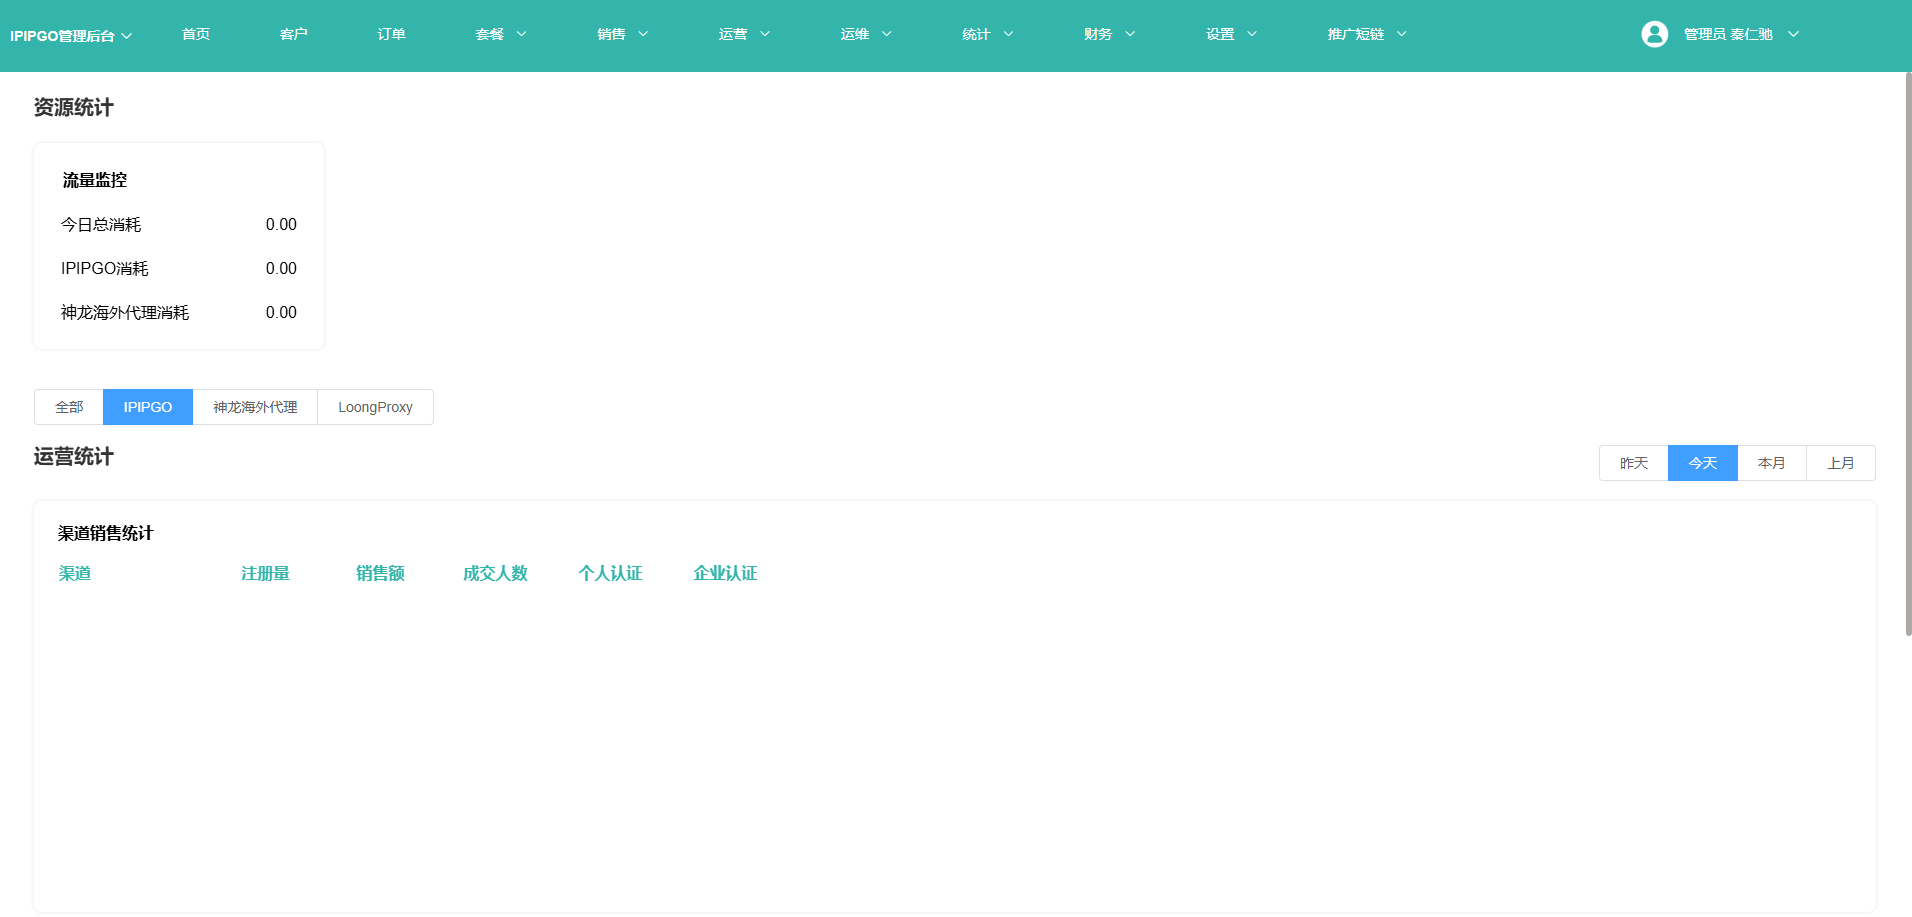 IPIPGO管理后台 首页 客户 订单 套餐 销售 运营 运维 统计 财务 设置 推广短链 管理员 秦仁驰
资源统计
流量监控
今日总消耗 0.00
IPIPGO消耗 0.00
神龙海外代理消耗 0.00
全部 IPIPGO 神龙海外代理 LoongProxy
运营统计 昨天 今天 本月 上月
渠道销售统计
渠道 注册量 销售额 成交人数 个人认证 企业认证